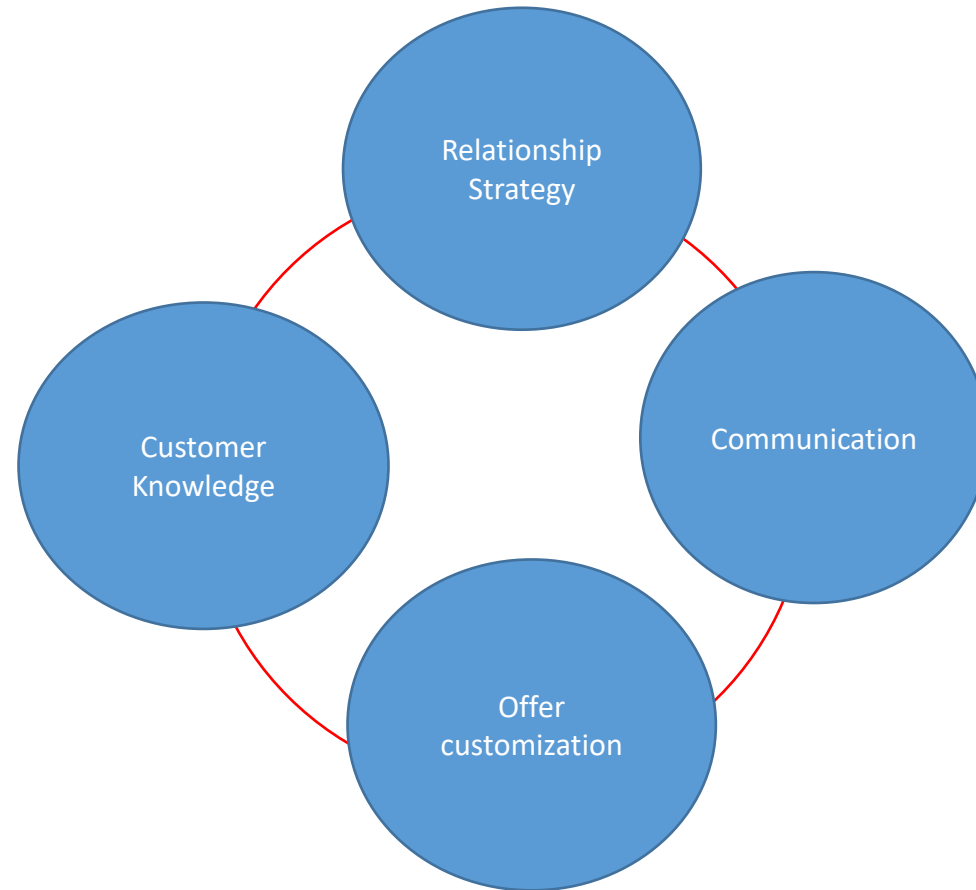 Relationship
Strategy
Communication
Customer
Knowledge
Offer
customization